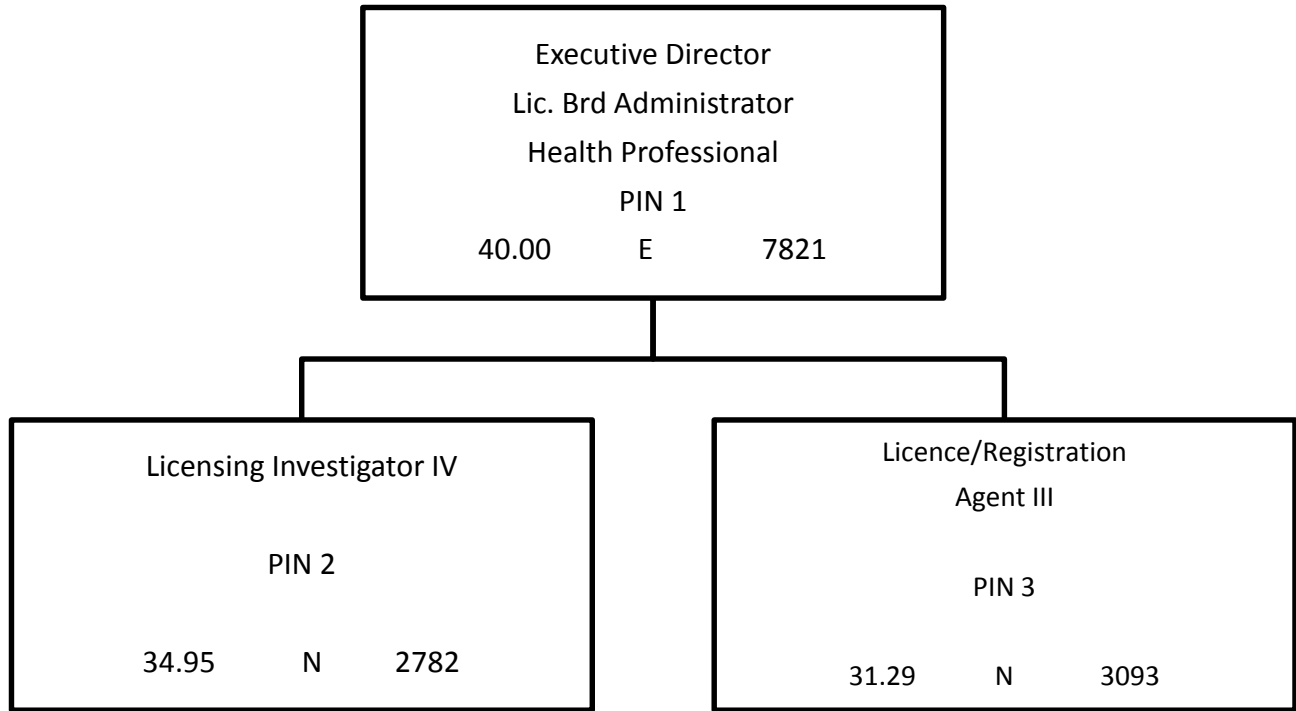 Executive Director
Lic. Brd Administrator
Health Professional
PIN 1
40.00 E 7821
Licensing Investigator IV
PIN 2
34.95 N 2782
Licence/Registration
Agent III
PIN 3
31.29 N 3093